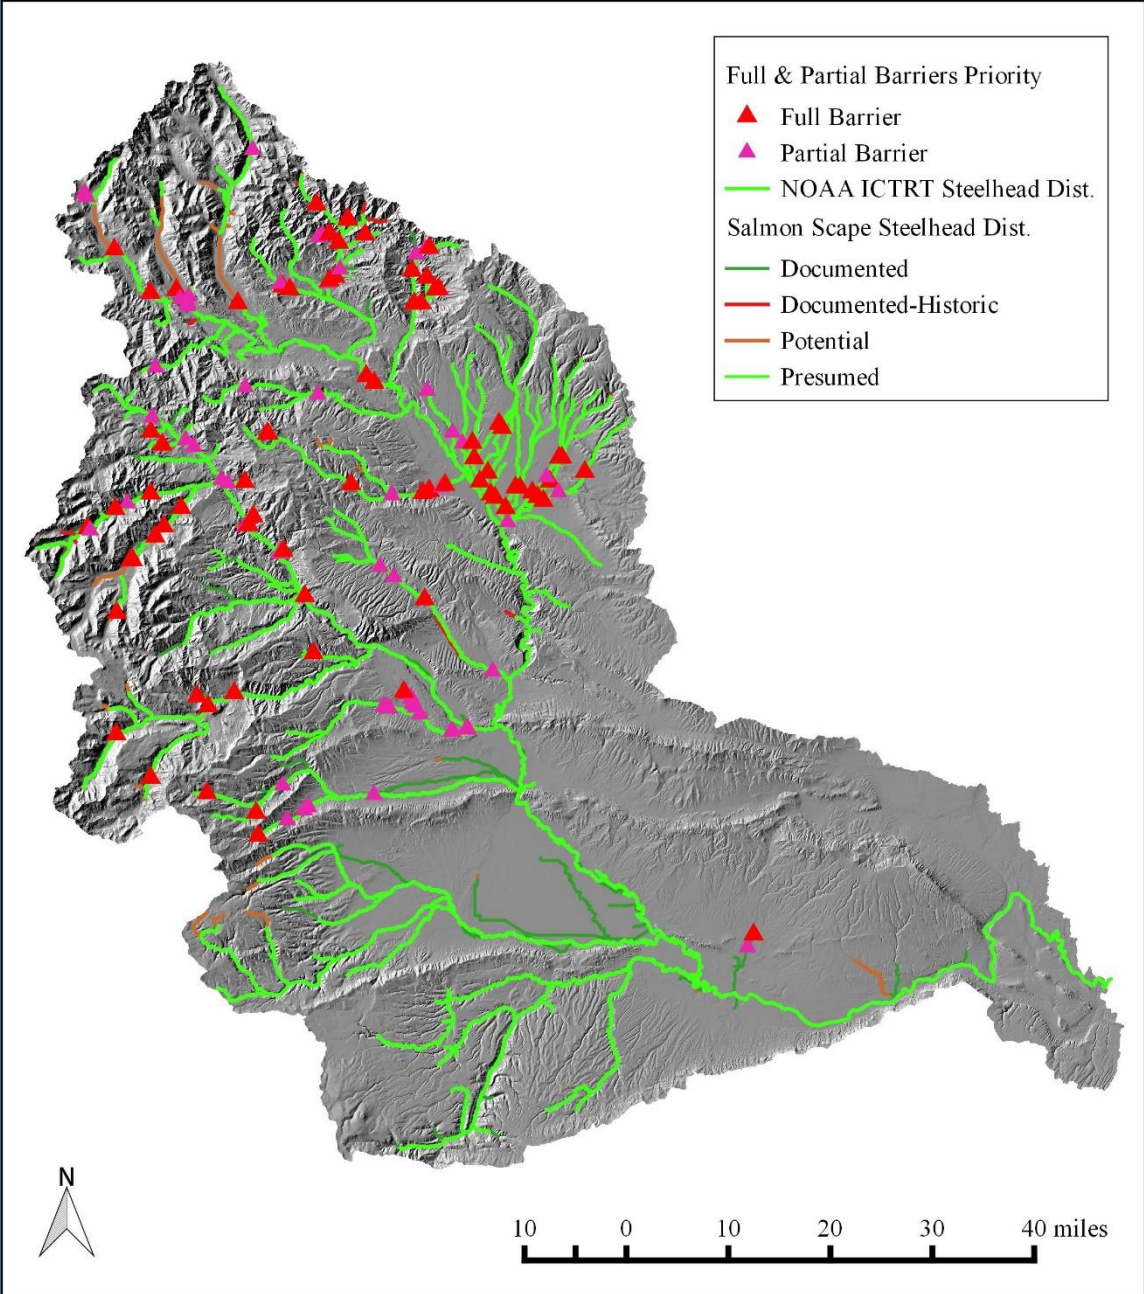 Full & Partial Barriers Priority
Full Barrier
Partial Barrier
NOAA ICTRT Steelhead Dist.
Salmon Scape Steelhead Dist.
Documented
Documented-Historic
Potential
Presumed
N
10 0 10 20 30 40 miles